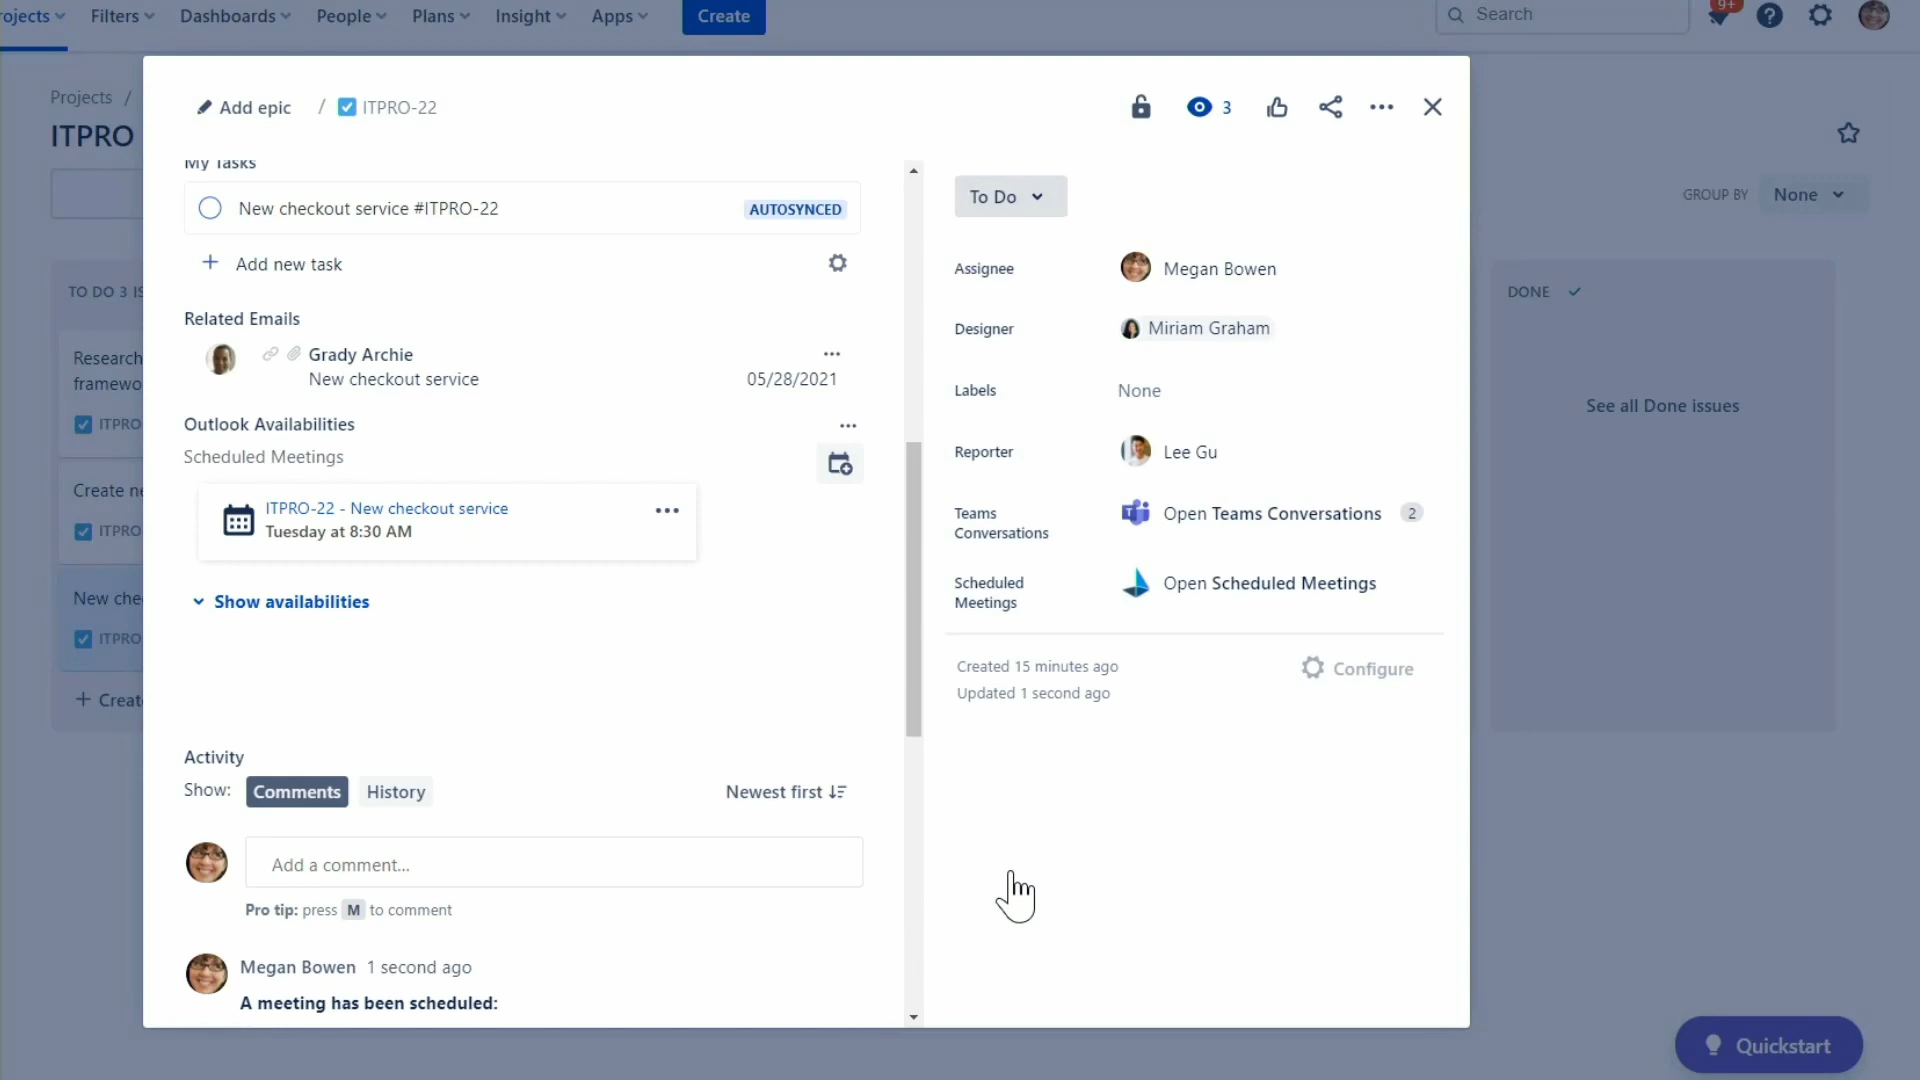 rojects
Filters
Dashboards
People
Plans
Insight
Apps
Create
Search
9+
Projects /
ITPRO
GROUP BY
None
TO DO 3 IS
Research
framewo
ITPRO
Create ne
ITPRO
New che
ITPRO
+ Creat
DONE
See all Done issues
Add epic / ITPRO-22
3
My Tasks
New checkout service #ITPRO-22
AUTOSYNCED
+ Add new task
Related Emails
Grady Archie
New checkout service
05/28/2021
Outlook Availabilities
Scheduled Meetings
ITPRO-22 - New checkout service
Tuesday at 8:30 AM
Show availabilities
Activity
Show:
Comments
History
Newest first
Add a comment...
Pro tip: press M to comment
Megan Bowen 1 second ago
A meeting has been scheduled:
To Do
Assignee
Megan Bowen
Designer
Miriam Graham
Labels
None
Reporter
Lee Gu
Teams
Conversations
Open Teams Conversations
2
Scheduled
Meetings
Open Scheduled Meetings
Created 15 minutes ago
Updated 1 second ago
Configure
Quickstart